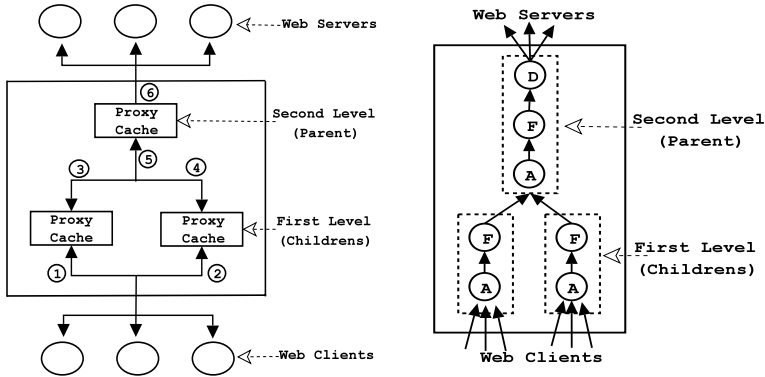 Web Servers
6
Proxy
Cache
Second Level
(Parent)
3
5
4
Proxy
Cache
Proxy
Cache
First Level
(Childrens)
1
2
Web Clients
Web Servers
D
F
A
Second Level
(Parent)
F
F
A
A
First Level
(Childrens)
Web Clients